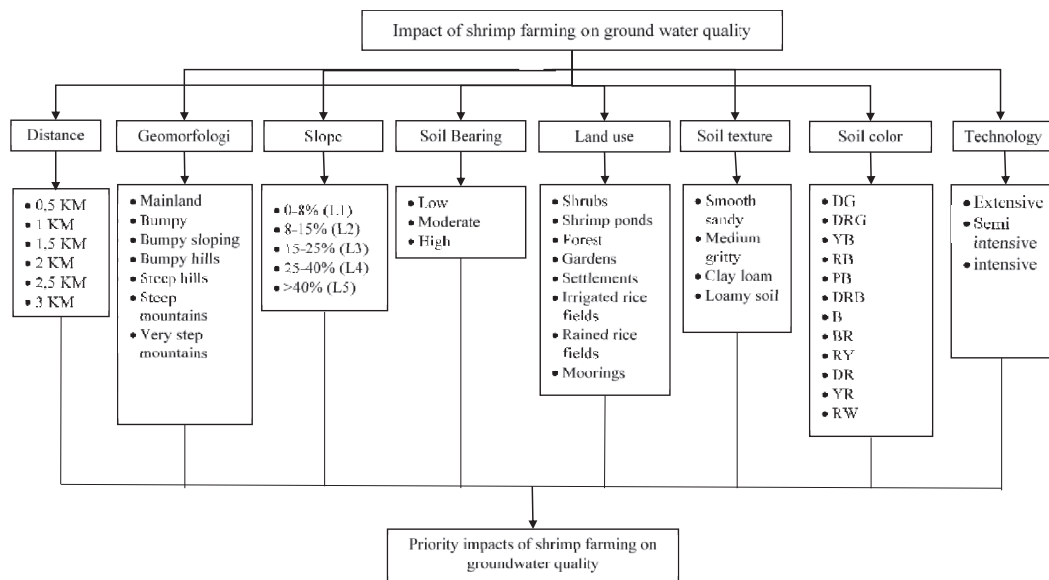 Impact of shrimp farming on ground water quality
Distance
Geomorfologi
Slope
Soil Bearing
Land use
Soil texture
Soil color
Technology
• 0,5 KM
• 1 KM
• 1.5 KM
• 2 KM
• 2,5 KM
• 3 KM
• Mainland
• Bumpy
• Bumpy sloping
• Bumpy hills
• Steep hills
• Steep
mountains
• Very step
mountains
• 0-8% (L1)
• 8-15% (L2)
• 15-25% (L3)
• 25-40% (L4)
• >40% (L5)
• Low
• Moderate
• High
• Shrubs
• Shrimp ponds
• Forest
• Gardens
• Settlements
• Irrigated rice
fields
• Rained rice
fields
• Moorings
• Smooth
sandy
• Medium
gritty
• Clay loam
• Loamy soil
• DG
• DRG
• YB
• RB
• PB
• DRB
• B
• BR
• RY
• DR
• YR
• RW
• Extensive
• Semi
intensive
• intensive
Priority impacts of shrimp farming on
groundwater quality